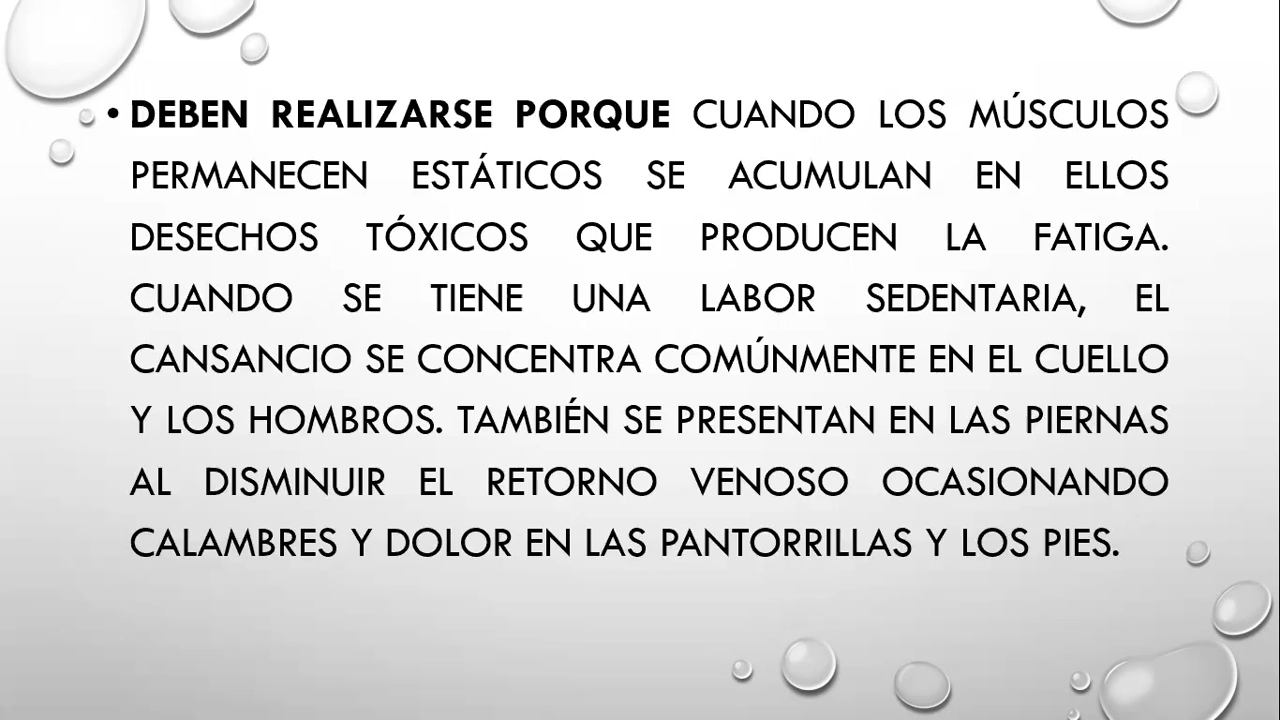 • DEBEN REALIZARSE PORQUE CUANDO LOS MÚSCULOS
PERMANECEN ESTÁTICOS SE ACUMULAN EN ELLOS
DESECHOS TÓXICOS QUE PRODUCEN LA FATIGA.
CUANDO SE TIENE UNA LABOR SEDENTARIA, EL
CANSANCIO SE CONCENTRA COMÚNMENTE EN EL CUELLO
Y LOS HOMBROS. TAMBIÉN SE PRESENTAN EN LAS PIERNAS
AL DISMINUIR EL RETORNO VENOSO OCASIONANDO
CALAMBRES Y DOLOR EN LAS PANTORRILLAS Y LOS PIES.